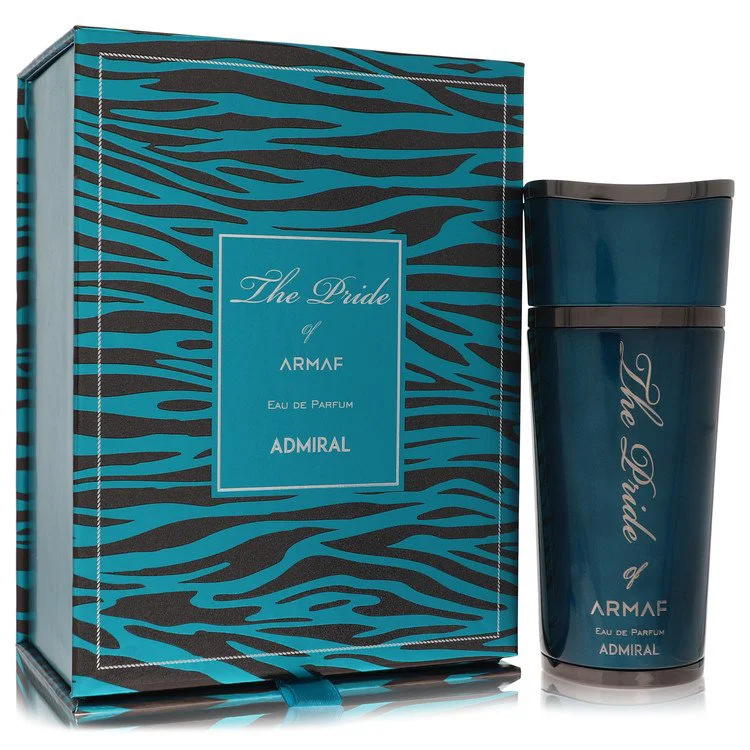 The Pride
of
ARMAF
EAU DE PARFUM
ADMIRAL
The Pride
of
ARMAF
EAU DE PARFUM
ADMIRAL